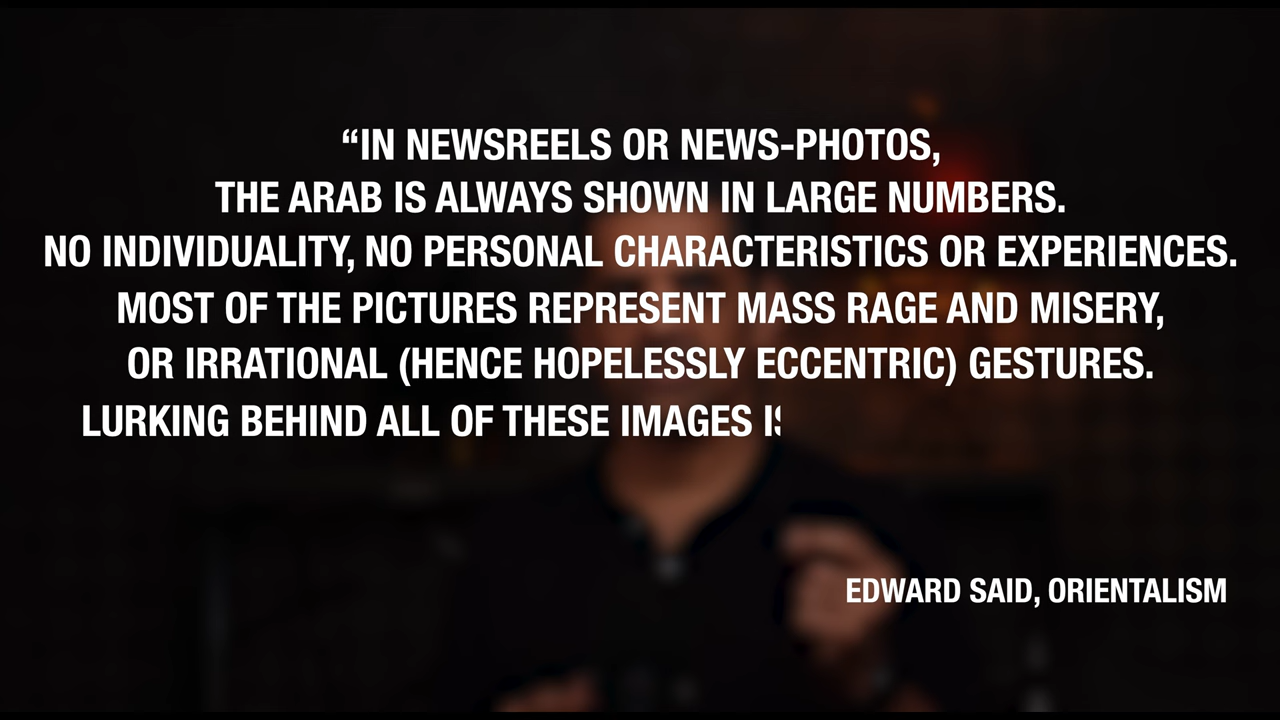 “IN NEWSREELS OR NEWS-PHOTOS,
THE ARAB IS ALWAYS SHOWN IN LARGE NUMBERS.
NO INDIVIDUALITY, NO PERSONAL CHARACTERISTICS OR EXPERIENCES.
MOST OF THE PICTURES REPRESENT MASS RAGE AND MISERY,
OR IRRATIONAL (HENCE HOPELESSLY ECCENTRIC) GESTURES.
LURKING BEHIND ALL OF THESE IMAGES IS
EDWARD SAID, ORIENTALISM